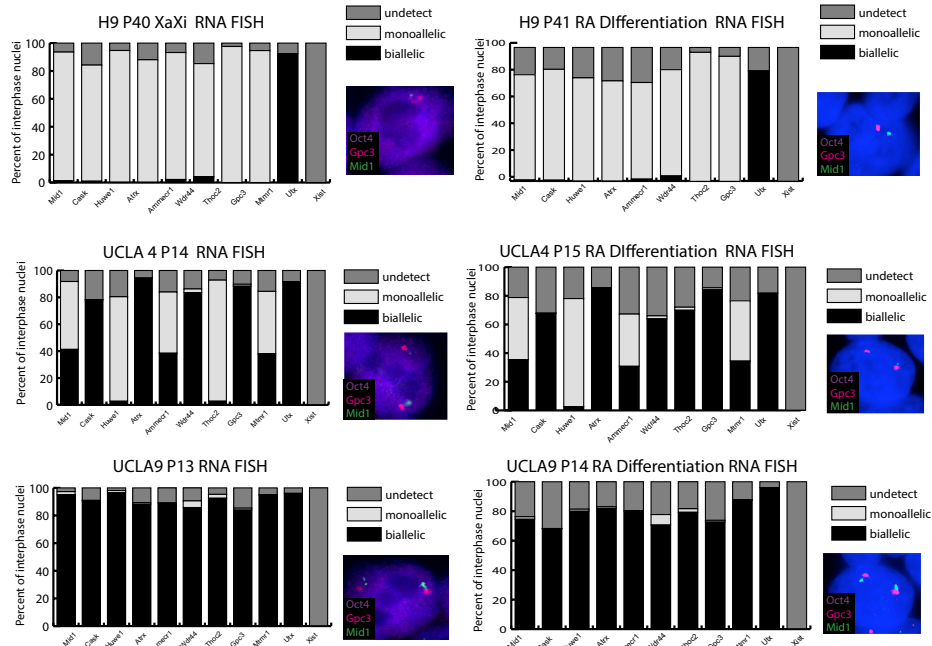 H9 P40 XaXi RNA FISH
Percent of interphase nuclei
100
80
60
40
20
0
Mid1
Cask
Huwe1
Atrx
Ammecr1
Wdr44
Thoc2
Gpc3
Mtmr1
Utx
Xist
undetect
monoallelic
biallelic
Oct4
Gpc3
Mid1
H9 P41 RA DIfferentiation RNA FISH
Percent of interphase nuclei
100
80
60
40
20
0
Mid1
Cask
Huwe1
Atrx
Ammecr1
Wdr44
Thoc2
Gpc3
Utx
Xist
undetect
monoallelic
biallelic
Oct4
Gpc3
Mid1
UCLA 4 P14 RNA FISH
Percent of interphase nuclei
100
80
60
40
20
0
Mid1
Cask
Huwe1
Atrx
Ammecr1
Wdr44
Thoc2
Gpc3
Mtmr1
Utx
Xist
undetect
monoallelic
biallelic
Oct4
Gpc3
Mid1
UCLA4 P15 RA DIfferentiation RNA FISH
Percent of interphase nuclei
100
80
60
40
20
0
Mid1
Cask
Huwe1
Atrx
Ammecr1
Wdr44
Thoc2
Gpc3
Mtmr1
Utx
Xist
undetect
monoallelic
biallelic
Oct4
Gpc3
Mid1
UCLA9 P13 RNA FISH
Percent of interphase nuclei
100
80
60
40
20
0
Mid1
Cask
Huwe1
Atrx
mmecr1
Wdr44
Thoc2
Gpc3
Mtmr1
Utx
Xist
undetect
monoallelic
biallelic
Oct4
Gpc3
Mid1
UCLA9 P14 RA Differentiation RNA FISH
Percent of interphase nuclei
100
80
60
40
20
0
Mid1
Cask
Huwe1
Atrx
mmecr1
Wdr44
Thoc2
Gpc3
Mtmr1
Utx
Xist
undetect
monoallelic
biallelic
Oct4
Gpc3
Mid1